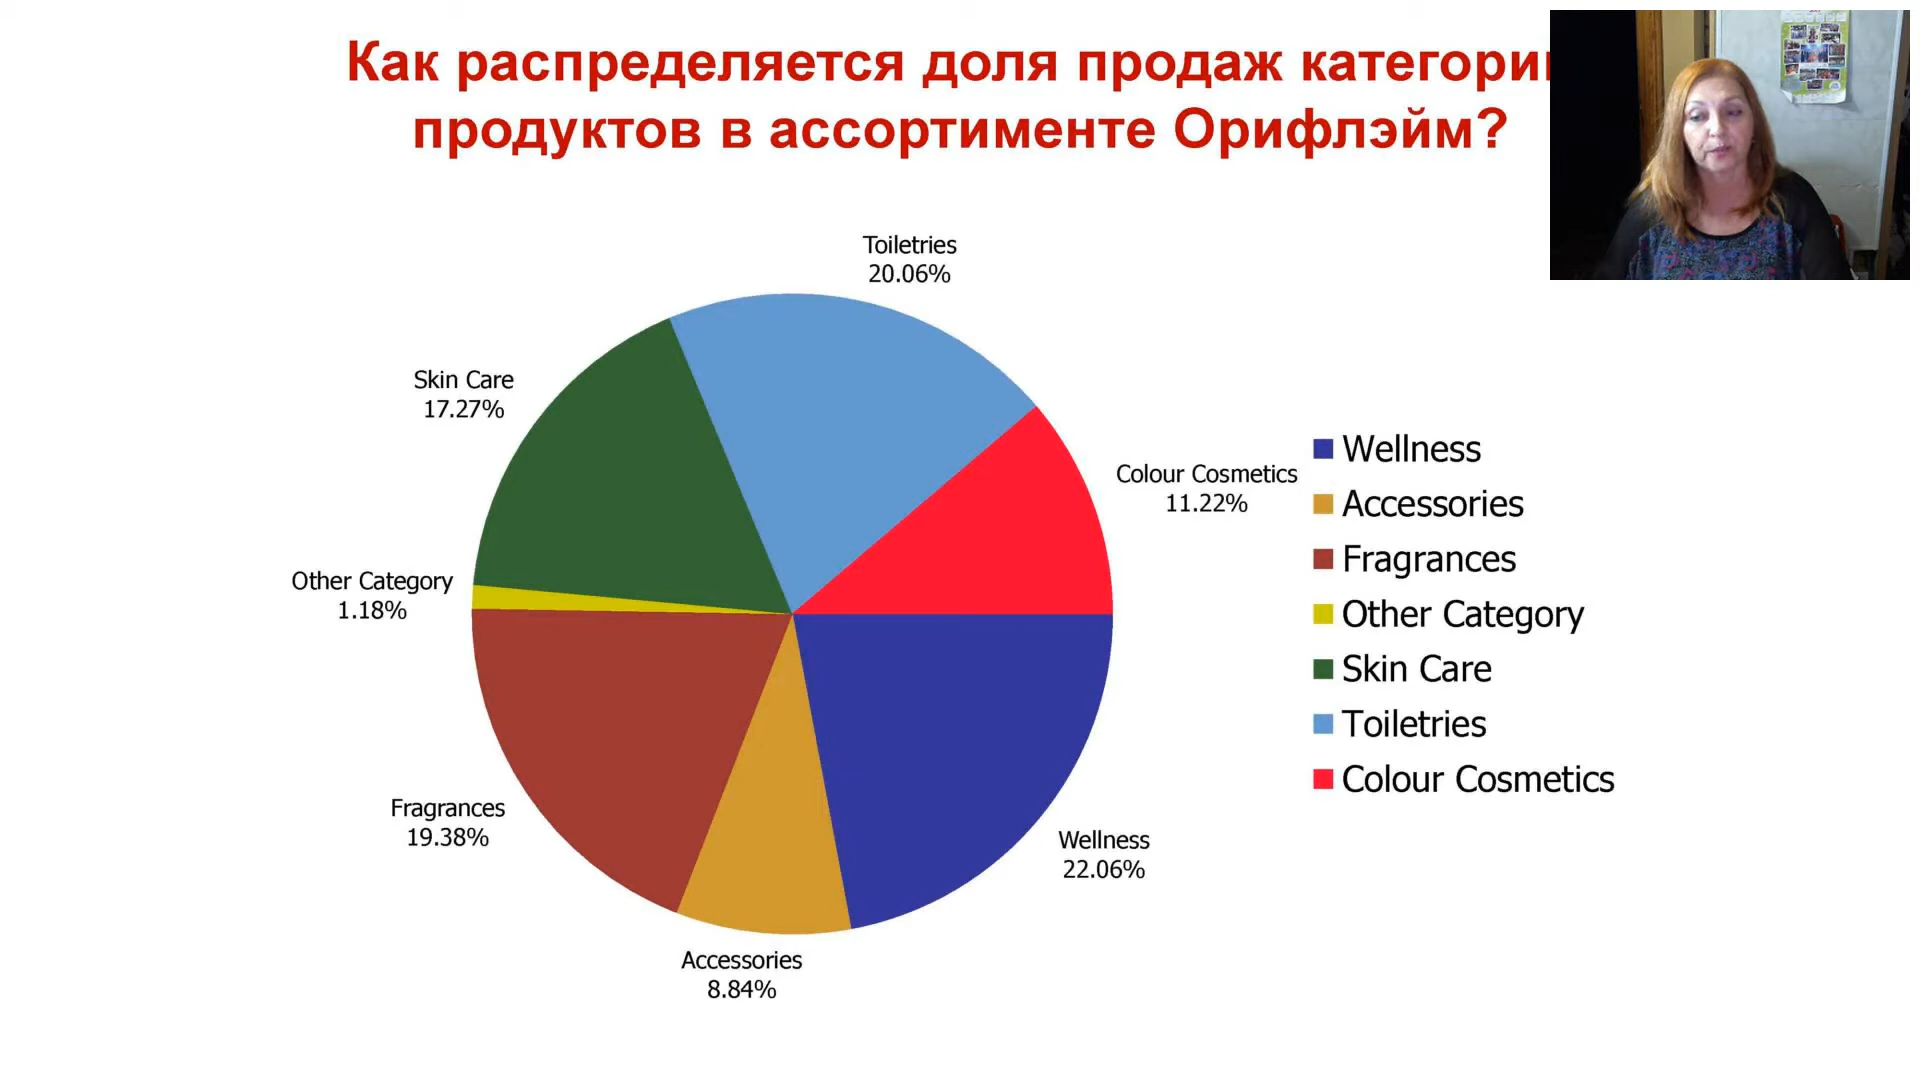 Как распределяется доля продаж категори
продуктов в ассортименте Орифлэйм?
Toiletries
20.06%
Skin Care
17.27%
Colour Cosmetics
11.22%
Other Category
1.18%
Fragrances
19.38%
Wellness
22.06%
Accessories
8.84%
Wellness
Accessories
Fragrances
Other Category
Skin Care
Toiletries
Colour Cosmetics